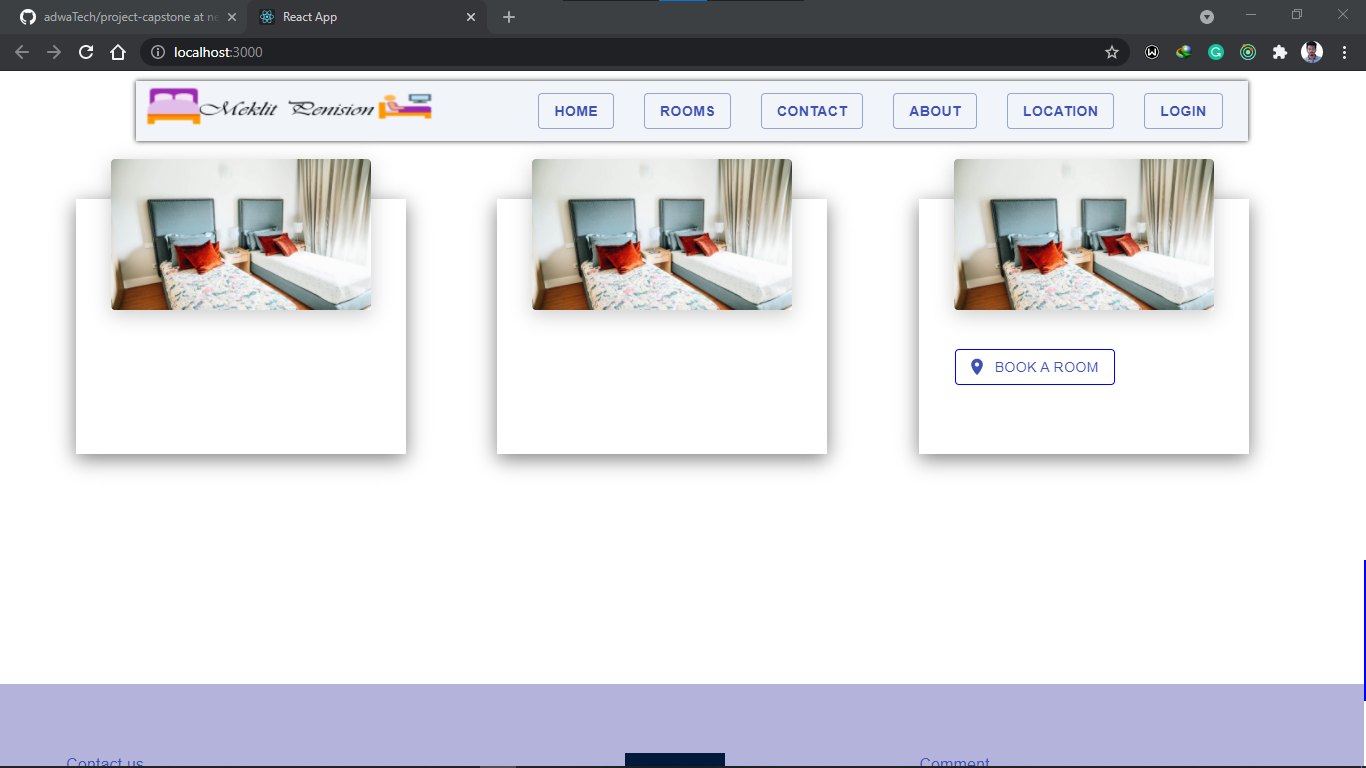 adwaTech/project-capstone at ne
React App
localhost:3000
Meklit Penision
HOME
ROOMS
CONTACT
ABOUT
LOCATION
LOGIN
BOOK A ROOM
Contact us
Comment